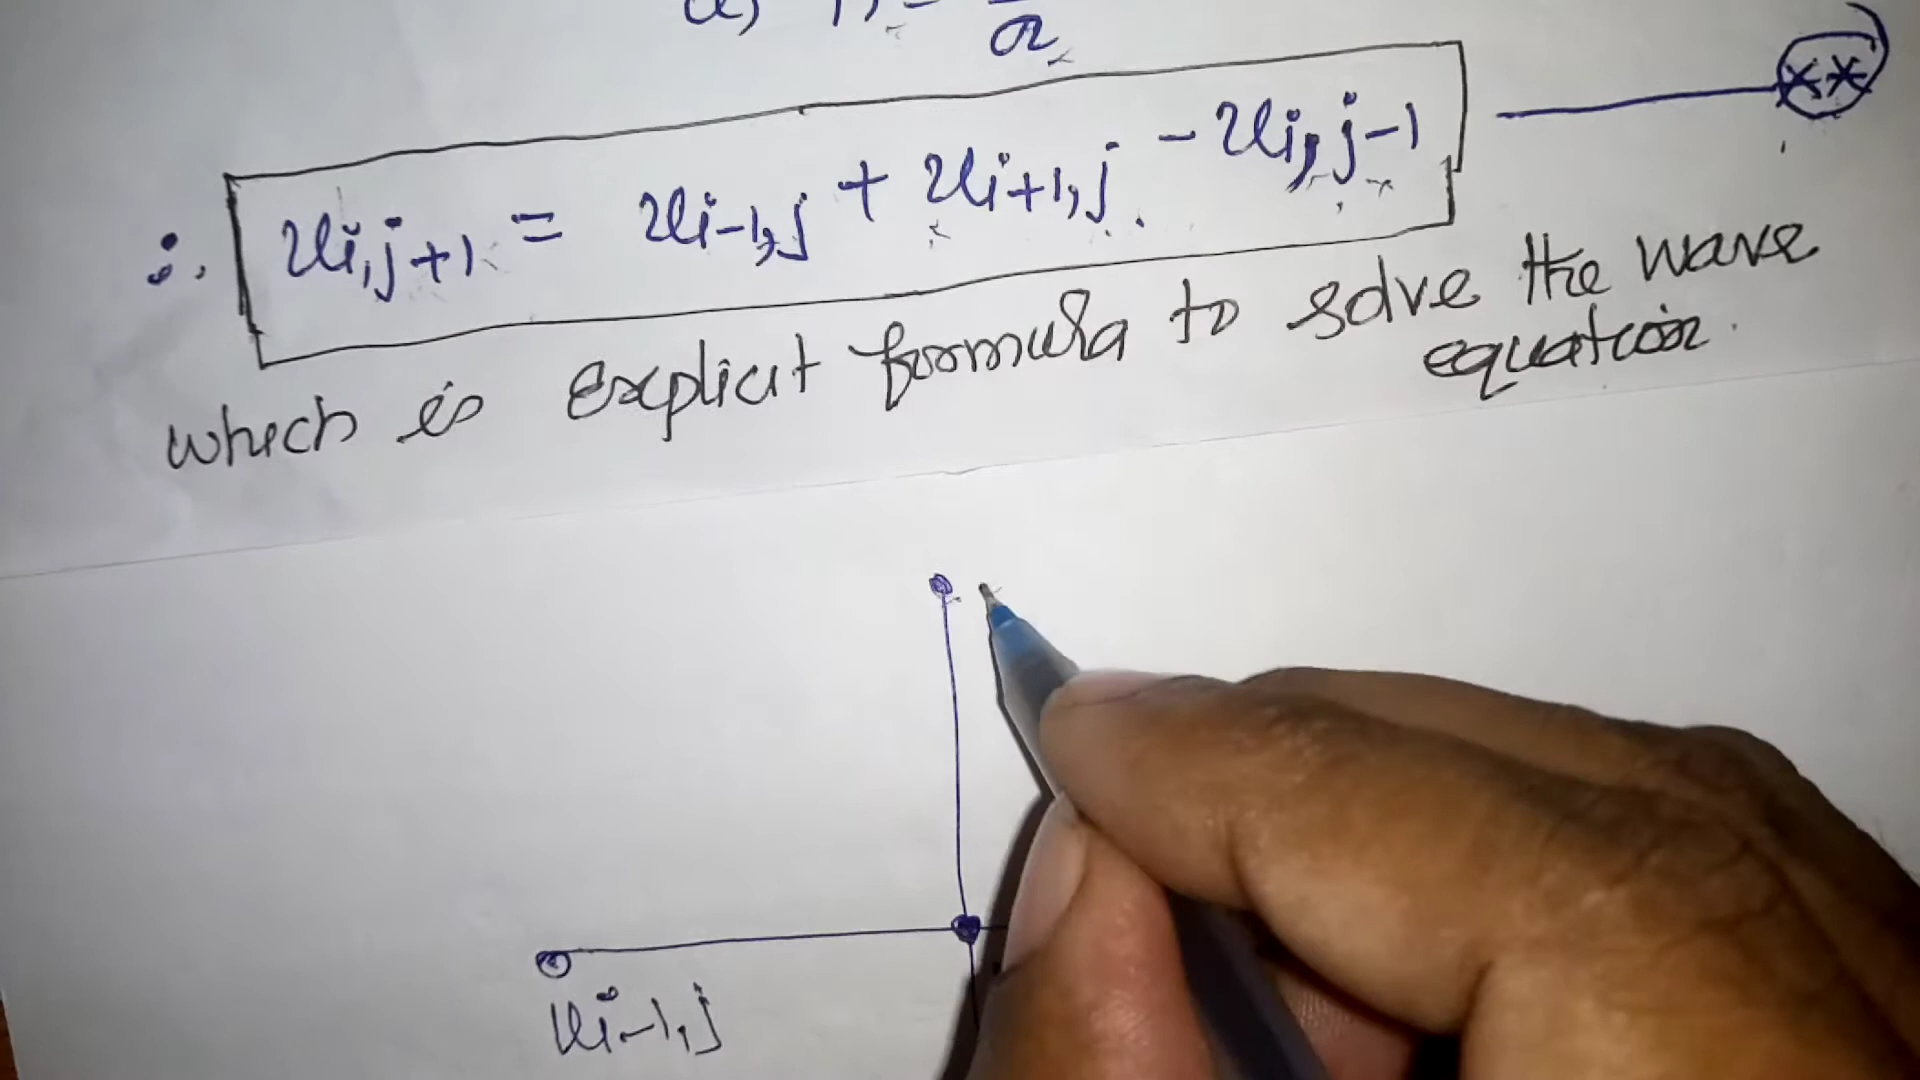 ∴ uᵢ,ⱼ₊₁ = uᵢ₋₁,ⱼ + uᵢ₊₁,ⱼ - uᵢ,ⱼ₋₁ **
which is explicit formula to solve the wave
equation.
uᵢ₋₁,ⱼ